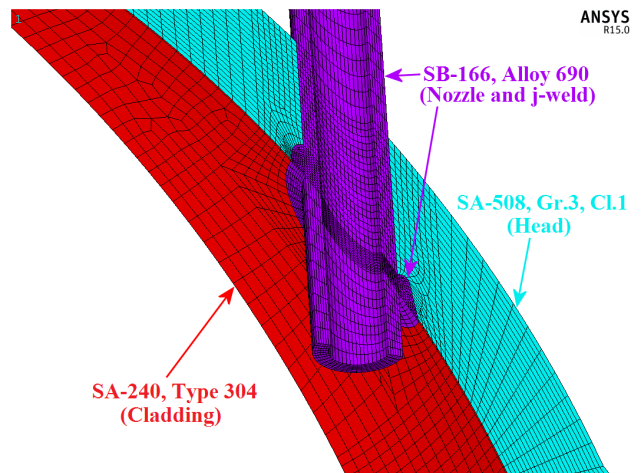 1
ANSYS
R15.0
SB-166, Alloy 690
(Nozzle and j-weld)
SA-508, Gr.3, Cl.1
(Head)
SA-240, Type 304
(Cladding)